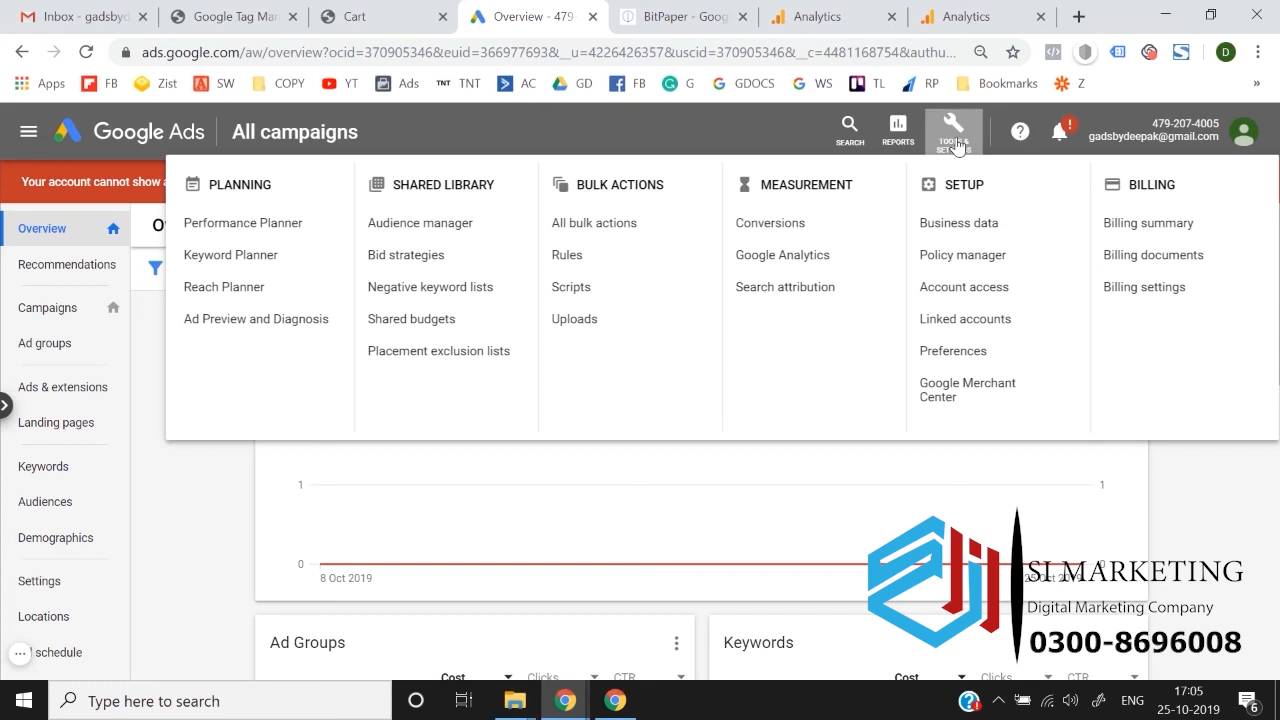 Inbox - gadsby
Google Tag Mar
Cart
Overview - 479-
BitPaper - Goog
Analytics
Analytics
ads.google.com/aw/overview?ocid=370905346&euid=366977693&__u=4226426357&uscid=370905346&__c=4481168754&authu...
D
Apps
FB
Zist
SW
COPY
YT
Ads
TNT TNT
AC
GD
FB
G
GDOCS
WS
TL
RP
Bookmarks
Z
»
Google Ads
All campaigns
SEARCH
REPORTS
TOOLS &
479-207-4005
gadsbydeepak@gmail.com
Your account cannot show a
PLANNING
Performance Planner
Keyword Planner
Reach Planner
Ad Preview and Diagnosis
SHARED LIBRARY
Audience manager
Bid strategies
Negative keyword lists
Shared budgets
Placement exclusion lists
BULK ACTIONS
All bulk actions
Rules
Scripts
Uploads
MEASUREMENT
Conversions
Google Analytics
Search attribution
SETUP
Business data
Policy manager
Account access
Linked accounts
Preferences
Google Merchant
Center
BILLING
Billing summary
Billing documents
Billing settings
Overview
Recommendations
Campaigns
Ad groups
Ads & extensions
Landing pages
Keywords
Audiences
Demographics
Settings
Locations
schedule
1
1
0
8 Oct 2019
25 Oct 2019
SJ MARKETING
Digital Marketing Company
0300-8696008
Ad Groups
Cost
Clicks
CTR
Keywords
Cost
Clicks
CTR
Type here to search
ENG
17:05
25-10-2019
6